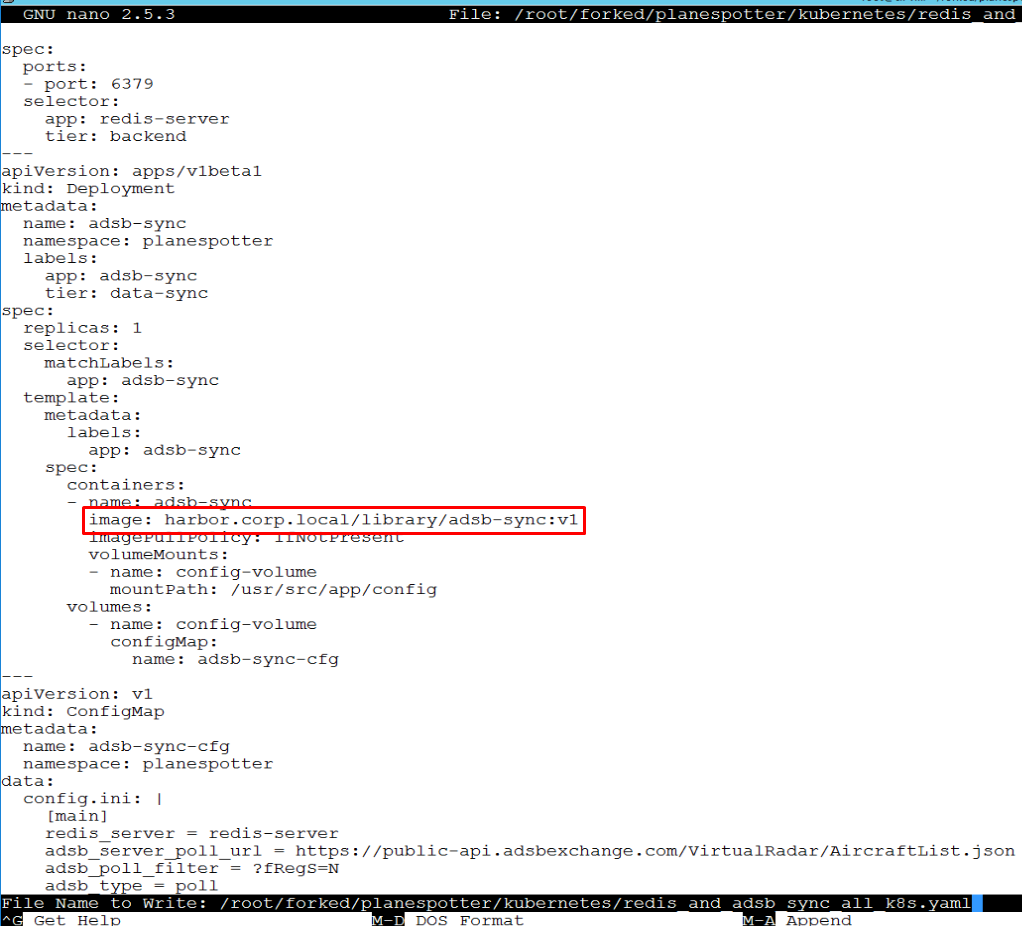 GNU nano 2.5.3 File: /root/forked/planespotter/kubernetes/redis_and_
spec:
  ports:
  - port: 6379
  selector:
    app: redis-server
    tier: backend
---
apiVersion: apps/v1beta1
kind: Deployment
metadata:
  name: adsb-sync
  namespace: planespotter
  labels:
    app: adsb-sync
    tier: data-sync
spec:
  replicas: 1
  selector:
    matchLabels:
      app: adsb-sync
  template:
    metadata:
      labels:
        app: adsb-sync
    spec:
      containers:
      - name: adsb-sync
        image: harbor.corp.local/library/adsb-sync:v1
        imagePullPolicy: IfNotPresent
        volumeMounts:
        - name: config-volume
          mountPath: /usr/src/app/config
      volumes:
        - name: config-volume
          configMap:
            name: adsb-sync-cfg
---
apiVersion: v1
kind: ConfigMap
metadata:
  name: adsb-sync-cfg
  namespace: planespotter
data:
  config.ini: |
    [main]
    redis_server = redis-server
    adsb_server_poll_url = https://public-api.adsbexchange.com/VirtualRadar/AircraftList.json
    adsb_poll_filter = ?fRegS=N
    adsb_type = poll
File Name to Write: /root/forked/planespotter/kubernetes/redis_and_adsb_sync_all_k8s.yaml
^G Get Help M-D DOS Format M-A Append